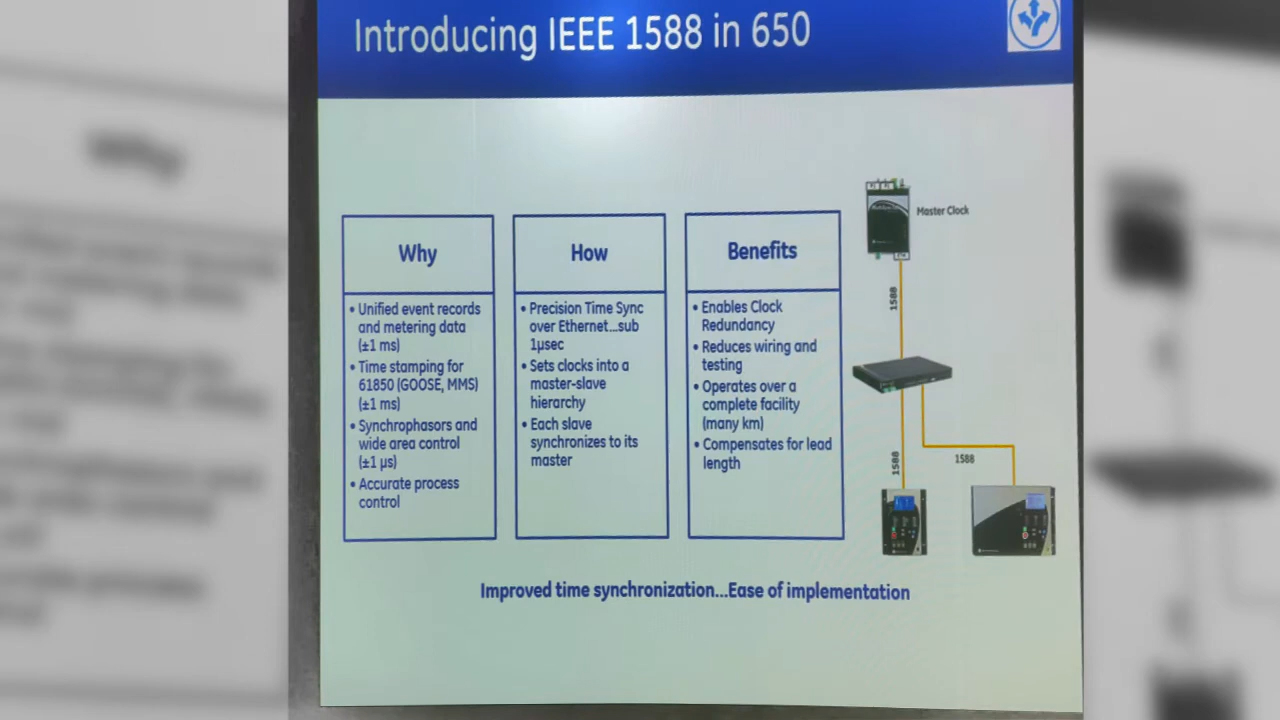 Introducing IEEE 1588 in 650
Why
• Unified event records
and metering data
(±1 ms)
• Time stamping for
61850 (GOOSE, MMS)
(±1 ms)
• Synchrophasors and
wide area control
(±1 µs)
• Accurate process
control
How
• Precision Time Sync
over Ethernet...sub
1µsec
• Sets clocks into a
master-slave
hierarchy
• Each slave
synchronizes to its
master
Benefits
• Enables Clock
Redundancy
• Reduces wiring and
testing
• Operates over a
complete facility
(many km)
• Compensates for lead
length
Master Clock
1588
1588
1588
Improved time synchronization...Ease of implementation